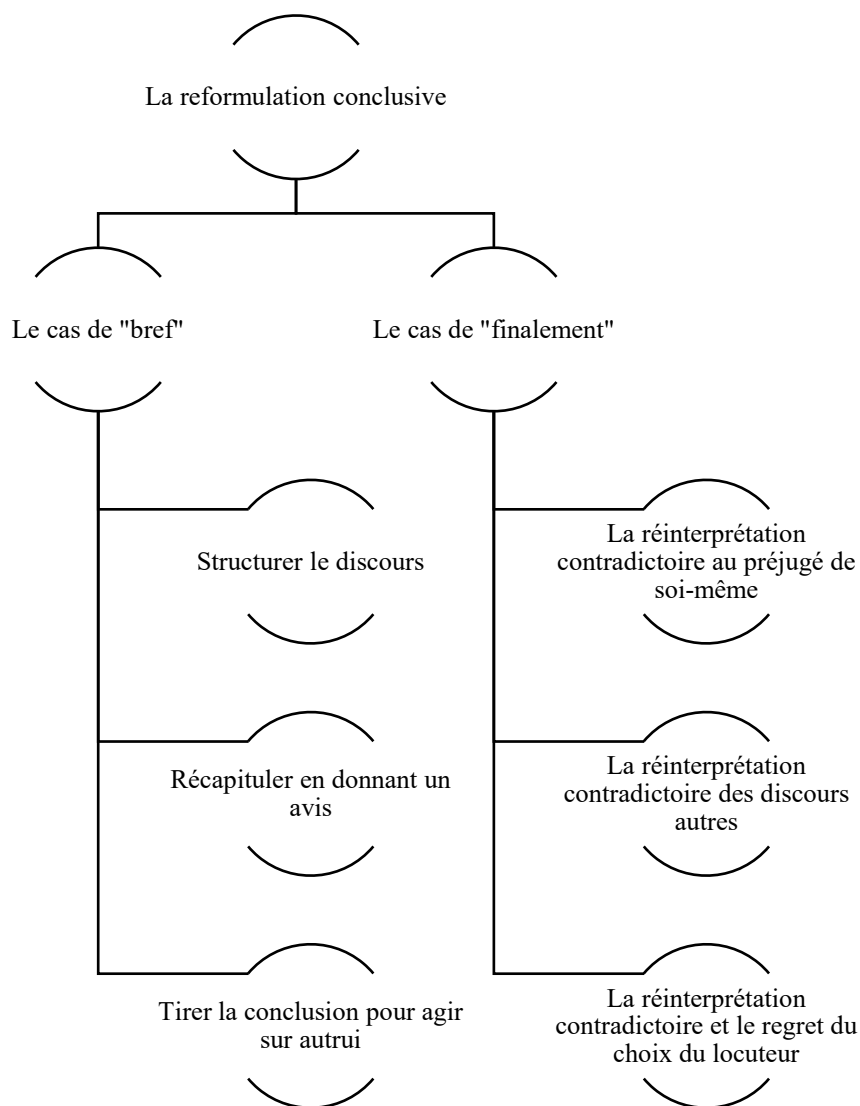 La reformulation conclusive
Le cas de "bref"
Le cas de "finalement"
Structurer le discours
Récapituler en donnant un
avis
Tirer la conclusion pour agir
sur autrui
La réinterprétation
contradictoire au préjugé de
soi-même
La réinterprétation
contradictoire des discours
autres
La réinterprétation
contradictoire et le regret du
choix du locuteur